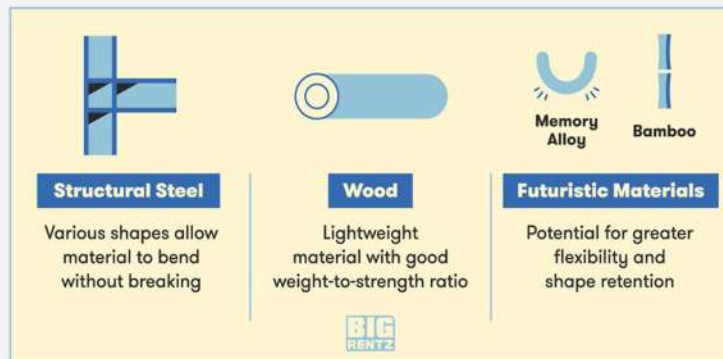 Memory
Alloy
Bamboo
Structural Steel
Various shapes allow
material to bend
without breaking
Wood
Lightweight
material with good
weight-to-strength ratio
Futuristic Materials
Potential for greater
flexibility and
shape retention
BIG
RENTZ